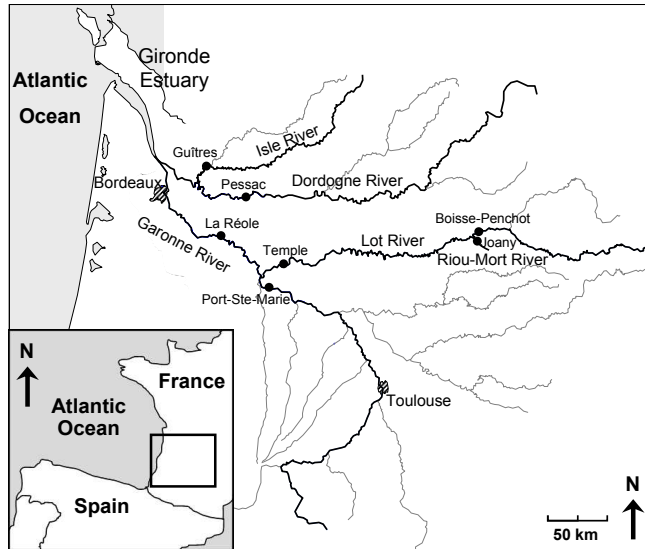 Gironde
Estuary
Atlantic
Ocean
Isle River
Guîtres
Bordeaux
Pessac
Dordogne River
La Réole
Garonne River
Temple
Lot River
Boisse-Penchot
Joany
Riou-Mort River
Port-Ste-Marie
Toulouse
N
France
Atlantic
Ocean
Spain
N
50 km